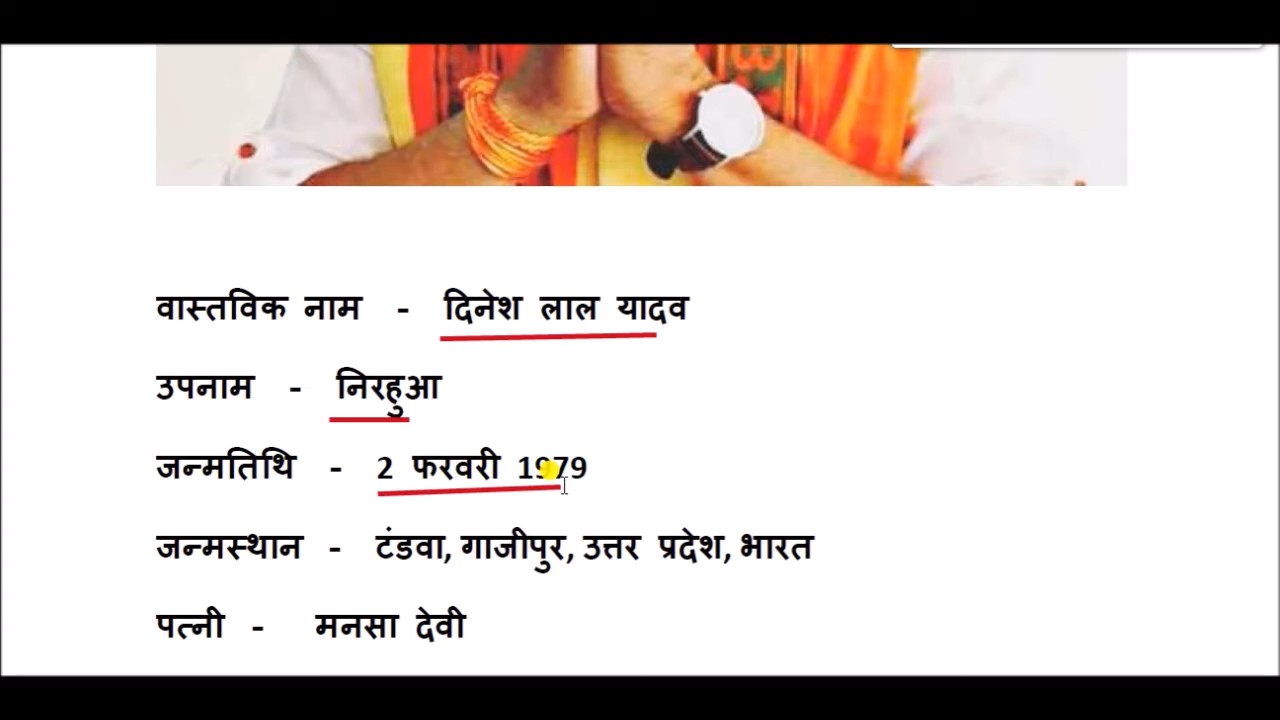 वास्तविक नाम - दिनेश लाल यादव
उपनाम - निरहुआ
जन्मतिथि - 2 फरवरी 1979
जन्मस्थान - टंडवा, गाजीपुर, उत्तर प्रदेश, भारत
पत्नी - मनसा देवी